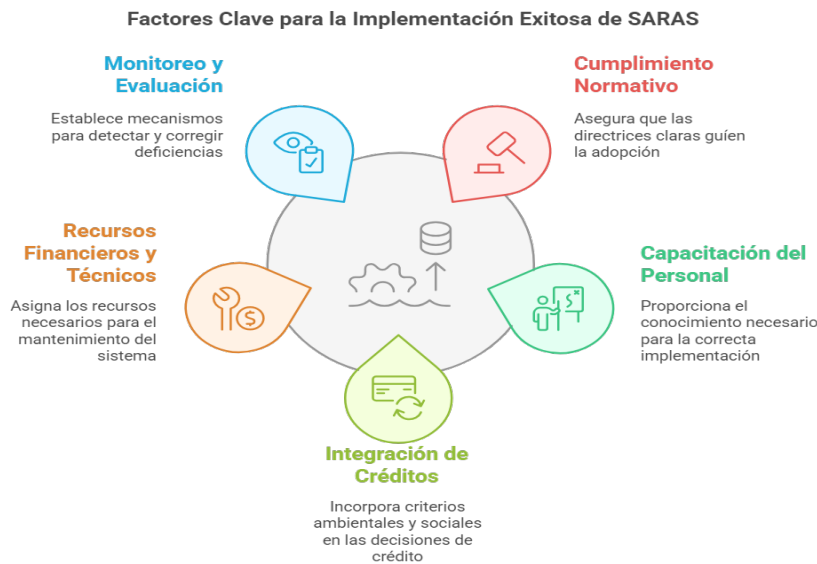 Factores Clave para la Implementación Exitosa de SARAS
Monitoreo y
Evaluación
Establece mecanismos
para detectar y corregir
deficiencias
Cumplimiento
Normativo
Asegura que las
directrices claras guíen
la adopción
Recursos
Financieros y
Técnicos
Asigna los recursos
necesarios para el
mantenimiento del
sistema
Capacitación del
Personal
Proporciona el
conocimiento necesario
para la correcta
implementación
Integración de
Créditos
Incorpora criterios
ambientales y sociales
en las decisiones de
crédito